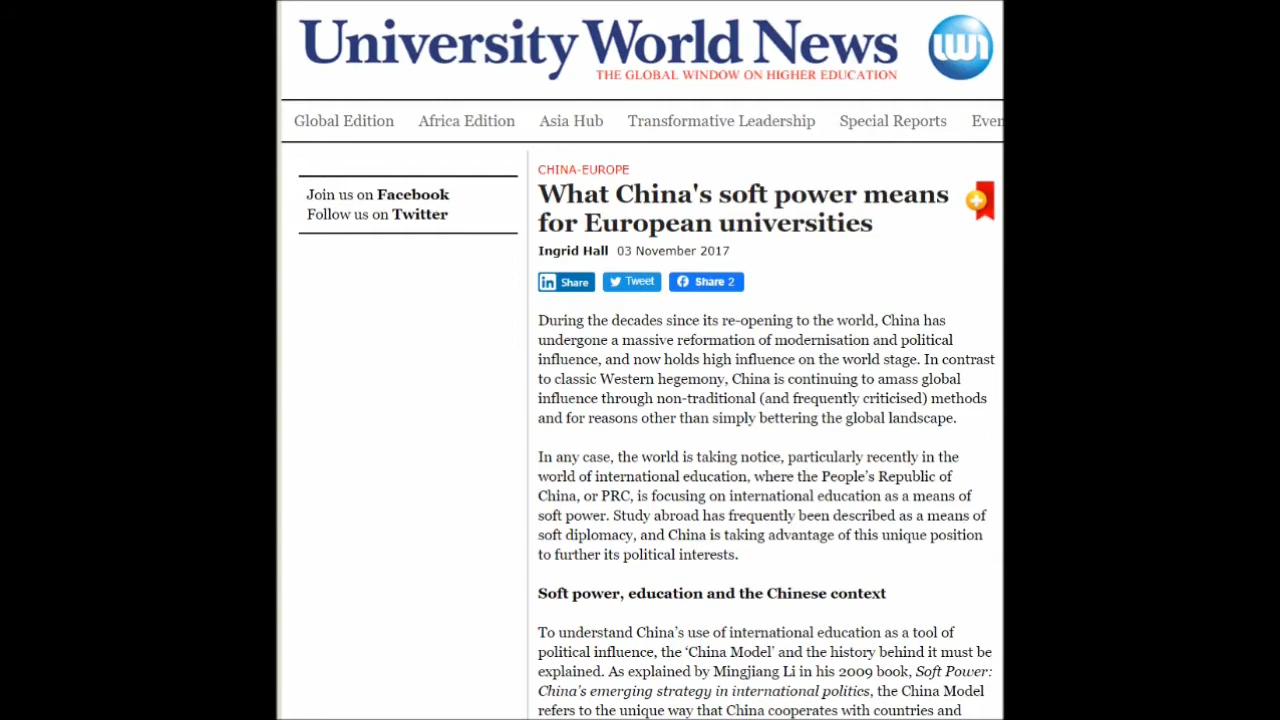 University World News
THE GLOBAL WINDOW ON HIGHER EDUCATION
uwn
Global Edition Africa Edition Asia Hub Transformative Leadership Special Reports Even
Join us on Facebook
Follow us on Twitter
CHINA-EUROPE
What China's soft power means
for European universities
Ingrid Hall 03 November 2017
in Share Tweet Share 2
During the decades since its re-opening to the world, China has
undergone a massive reformation of modernisation and political
influence, and now holds high influence on the world stage. In contrast
to classic Western hegemony, China is continuing to amass global
influence through non-traditional (and frequently criticised) methods
and for reasons other than simply bettering the global landscape.
In any case, the world is taking notice, particularly recently in the
world of international education, where the People’s Republic of
China, or PRC, is focusing on international education as a means of
soft power. Study abroad has frequently been described as a means of
soft diplomacy, and China is taking advantage of this unique position
to further its political interests.
Soft power, education and the Chinese context
To understand China’s use of international education as a tool of
political influence, the ‘China Model’ and the history behind it must be
explained. As explained by Mingjiang Li in his 2009 book, Soft Power:
China’s emerging strategy in international politics, the China Model
refers to the unique way that China cooperates with countries and